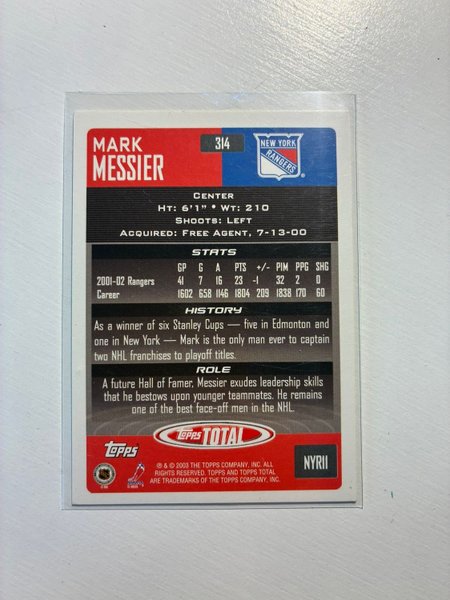 MARK
MESSIER
314
NEW YORK
RANGERS
CENTER
HT: 6'1" • WT: 210
SHOOTS: LEFT
ACQUIRED: FREE AGENT, 7-13-00
STATS
GP G A PTS +/- PIM PPG SHG
2001-02 Rangers 41 7 16 23 -1 32 2 0
Career 1602 658 1146 1804 209 1838 170 60
HISTORY
As a winner of six Stanley Cups — five in Edmonton and
one in New York — Mark is the only man ever to captain
two NHL franchises to playoff titles.
ROLE
A future Hall of Famer, Messier exudes leadership skills
that he bestows upon younger teammates. He remains
one of the best face-off men in the NHL.
Topps
Topps TOTAL
NYR11
℗ & © 2003 THE TOPPS COMPANY, INC. ALL
RIGHTS RESERVED. TOPPS AND TOPPS TOTAL
ARE TRADEMARKS OF THE TOPPS COMPANY, INC.